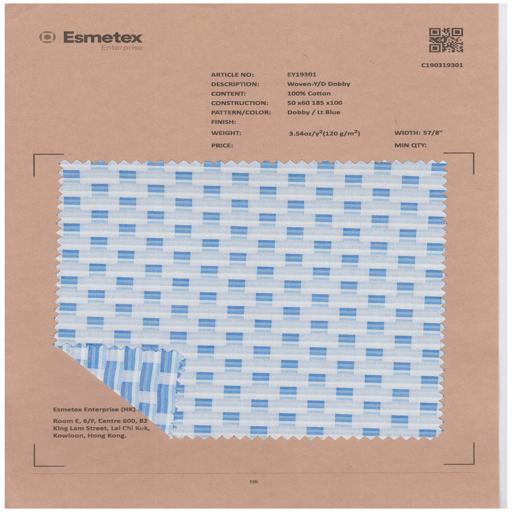 Esmetex
Enterprise
C190319301
ARTICLE NO: EY19301
DESCRIPTION: Woven-Y/D Dobby
CONTENT: 100% Cotton
CONSTRUCTION: 50 x60 185 x100
PATTERN/COLOR: Dobby / Lt Blue
FINISH:
WEIGHT: 3.54oz/y²(120 g/m²) WIDTH: 57/8"
PRICE: MIN QTY:
Esmetex Enterprise (HK)
Room E, 6/F, Centre 600, 82
King Lam Street, Lai Chi Kok,
Kowloon, Hong Kong.
HK